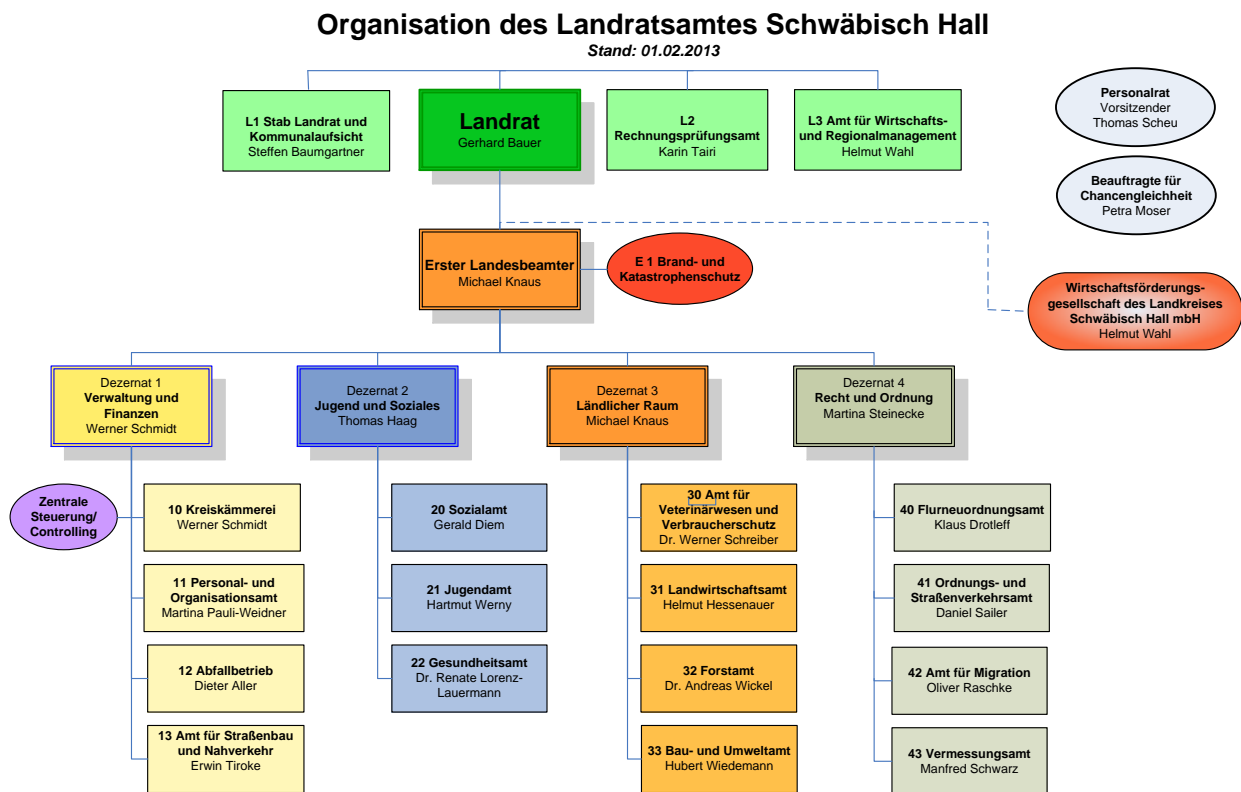 Organisation des Landratsamtes Schwäbisch Hall
Stand: 01.02.2013
L1 Stab Landrat und
Kommunalaufsicht
Steffen Baumgartner
Landrat
Gerhard Bauer
L2
Rechnungsprüfungsamt
Karin Tairi
L3 Amt für Wirtschafts-
und Regionalmanagement
Helmut Wahl
Personalrat
Vorsitzender
Thomas Scheu
Beauftragte für
Chancengleichheit
Petra Moser
Erster Landesbeamter
Michael Knaus
E 1 Brand- und
Katastrophenschutz
Wirtschaftsförderungs-
gesellschaft des Landkreises
Schwäbisch Hall mbH
Helmut Wahl
Dezernat 1
Verwaltung und
Finanzen
Werner Schmidt
Dezernat 2
Jugend und Soziales
Thomas Haag
Dezernat 3
Ländlicher Raum
Michael Knaus
Dezernat 4
Recht und Ordnung
Martina Steinecke
Zentrale
Steuerung/
Controlling
10 Kreiskämmerei
Werner Schmidt
11 Personal- und
Organisationsamt
Martina Pauli-Weidner
12 Abfallbetrieb
Dieter Aller
13 Amt für Straßenbau
und Nahverkehr
Erwin Tiroke
20 Sozialamt
Gerald Diem
21 Jugendamt
Hartmut Werny
22 Gesundheitsamt
Dr. Renate Lorenz-
Lauermann
30 Amt für
Veterinärwesen und
Verbraucherschutz
Dr. Werner Schreiber
31 Landwirtschaftsamt
Helmut Hessenauer
32 Forstamt
Dr. Andreas Wickel
33 Bau- und Umweltamt
Hubert Wiedemann
40 Flurneuordnungsamt
Klaus Drotleff
41 Ordnungs- und
Straßenverkehrsamt
Daniel Sailer
42 Amt für Migration
Oliver Raschke
43 Vermessungsamt
Manfred Schwarz